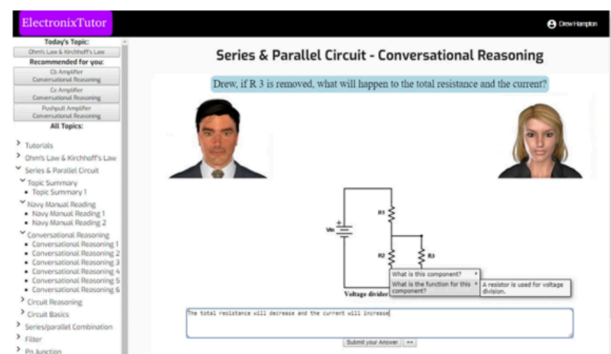 ElectronixTutor
Drew Hampton
Today's Topic:
Ohm's Law & Kirchhoff's Law
Recommended for you:
Cb Amplifier
Conversational Reasoning
Cc Amplifier
Conversational Reasoning
Pushpull Amplifier
Conversational Reasoning
All Topics:
Tutorials
Ohm's Law & Kirchhoff's Law
Series & Parallel Circuit
Topic Summary
Topic Summary 1
Navy Manual Reading
Navy Manual Reading 1
Navy Manual Reading 2
Conversational Reasoning
Conversational Reasoning 1
Conversational Reasoning 2
Conversational Reasoning 3
Conversational Reasoning 4
Conversational Reasoning 5
Conversational Reasoning 6
Circuit Reasoning
Circuit Basics
Series/parallel Combination
Filter
Pn Junction
Series & Parallel Circuit - Conversational Reasoning
Drew, if R 3 is removed, what will happen to the total resistance and the current?
R1
Vin
R2
R3
What is this component?
What is the function for this
component?
A resistor is used for voltage
division.
Voltage divider
The total resistance will decrease and the current will increase
Submit your Answer